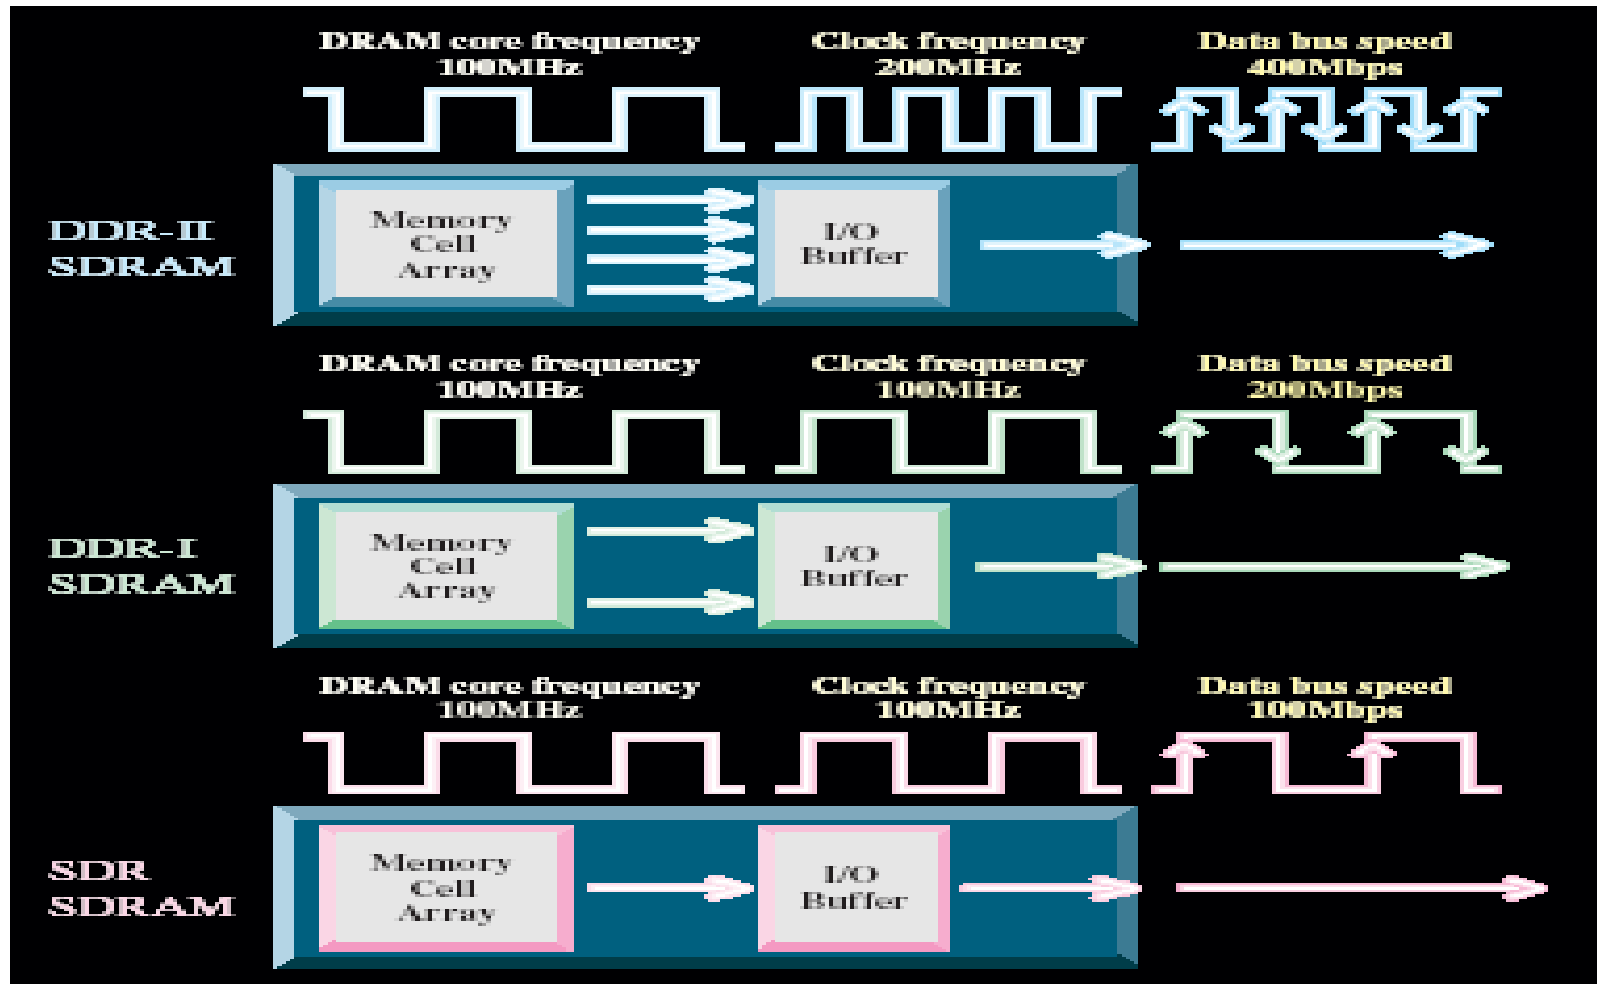 DRAM core frequency
100MHz
Clock frequency
200MHz
Data bus speed
400Mbps
DDR-II
SDRAM
Memory
Cell
Array
I/O
Buffer
DRAM core frequency
100MHz
Clock frequency
100MHz
Data bus speed
200Mbps
DDR-I
SDRAM
Memory
Cell
Array
I/O
Buffer
DRAM core frequency
100MHz
Clock frequency
100MHz
Data bus speed
100Mbps
SDR
SDRAM
Memory
Cell
Array
I/O
Buffer